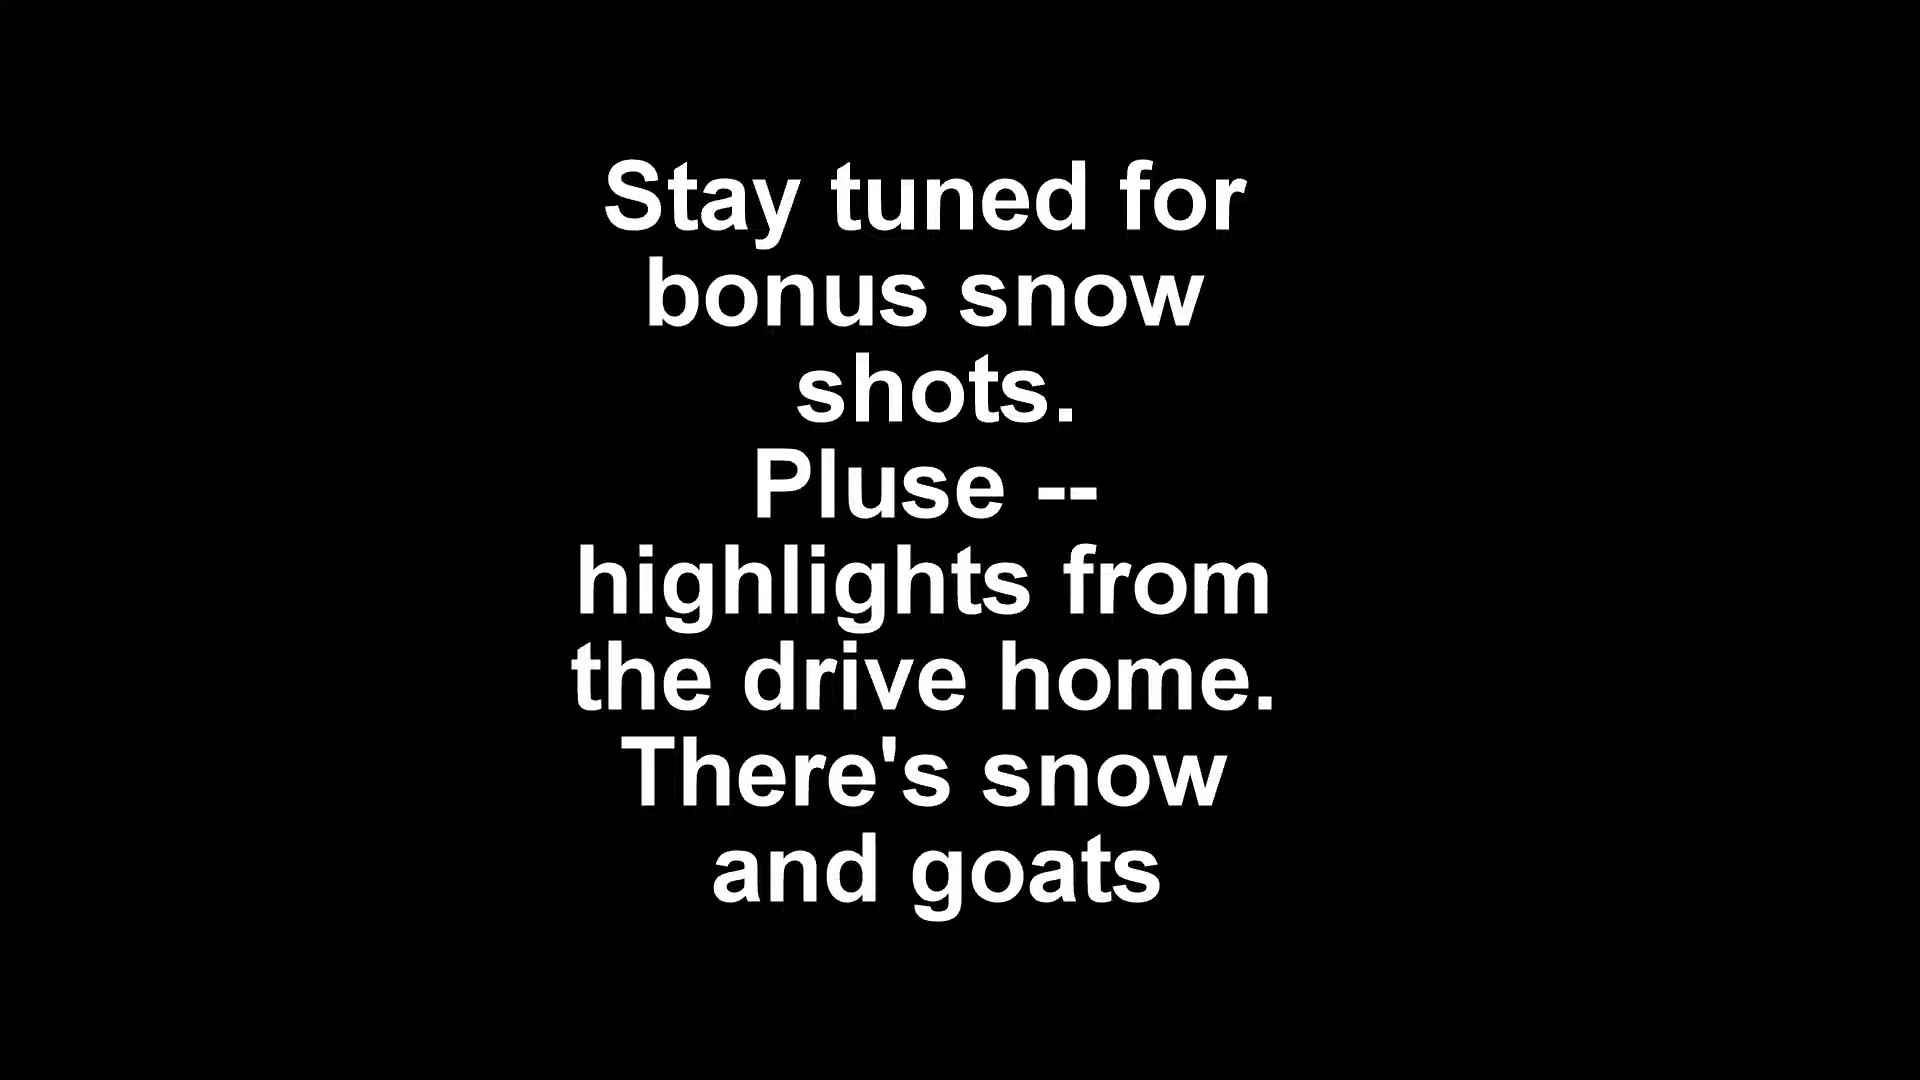 Stay tuned for
bonus snow
shots.
Pluse --
highlights from
the drive home.
There's snow
and goats